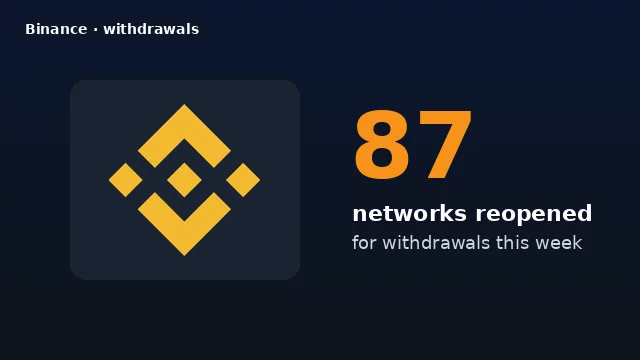 Binance · withdrawals
87
networks reopened
for withdrawals this week